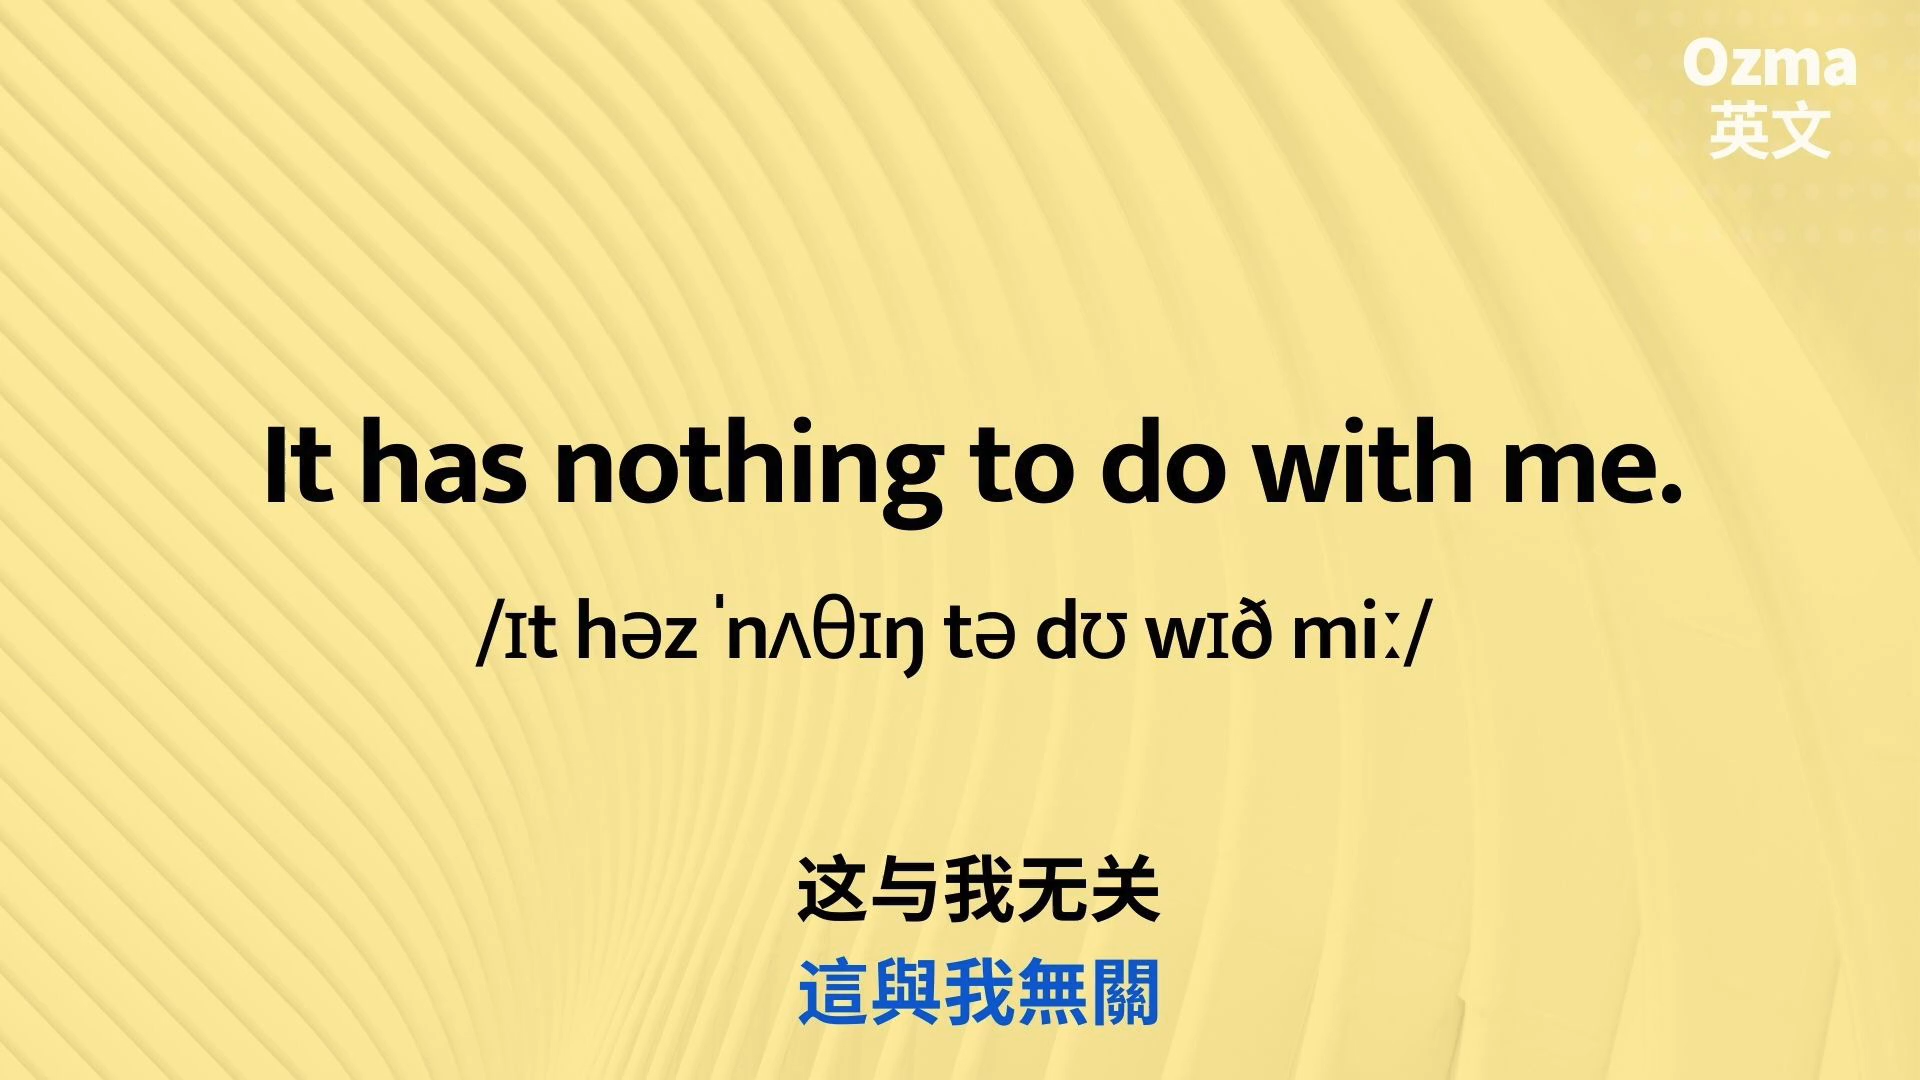 Ozma
英文
It has nothing to do with me.
/ɪt həz ˈnʌθɪŋ tə dʊ wɪð miː/
这与我无关
這與我無關